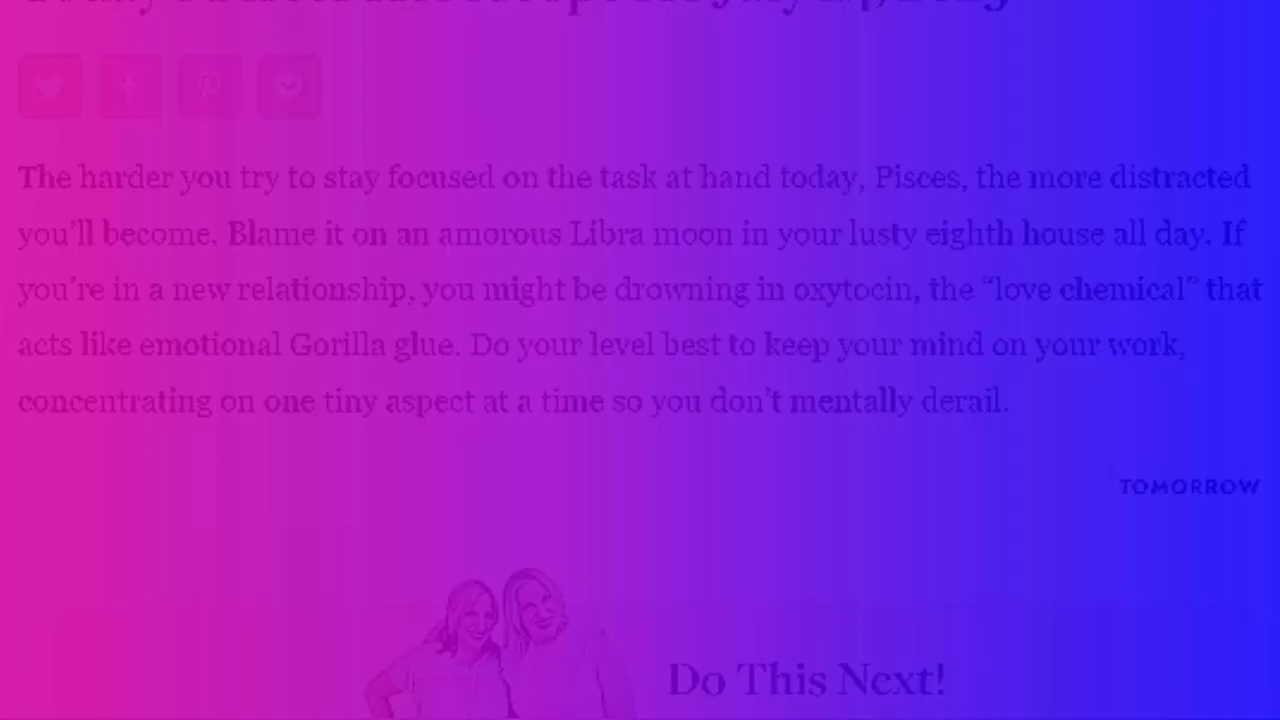 The harder you try to stay focused on the task at hand today, Pisces, the more distracted
you'll become. Blame it on an amorous Libra moon in your lusty eighth house all day. If
you're in a new relationship, you might be drowning in oxytocin, the “love chemical” that
acts like emotional Gorilla glue. Do your level best to keep your mind on your work,
concentrating on one tiny aspect at a time so you don't mentally derail.
TOMORROW
Do This Next!